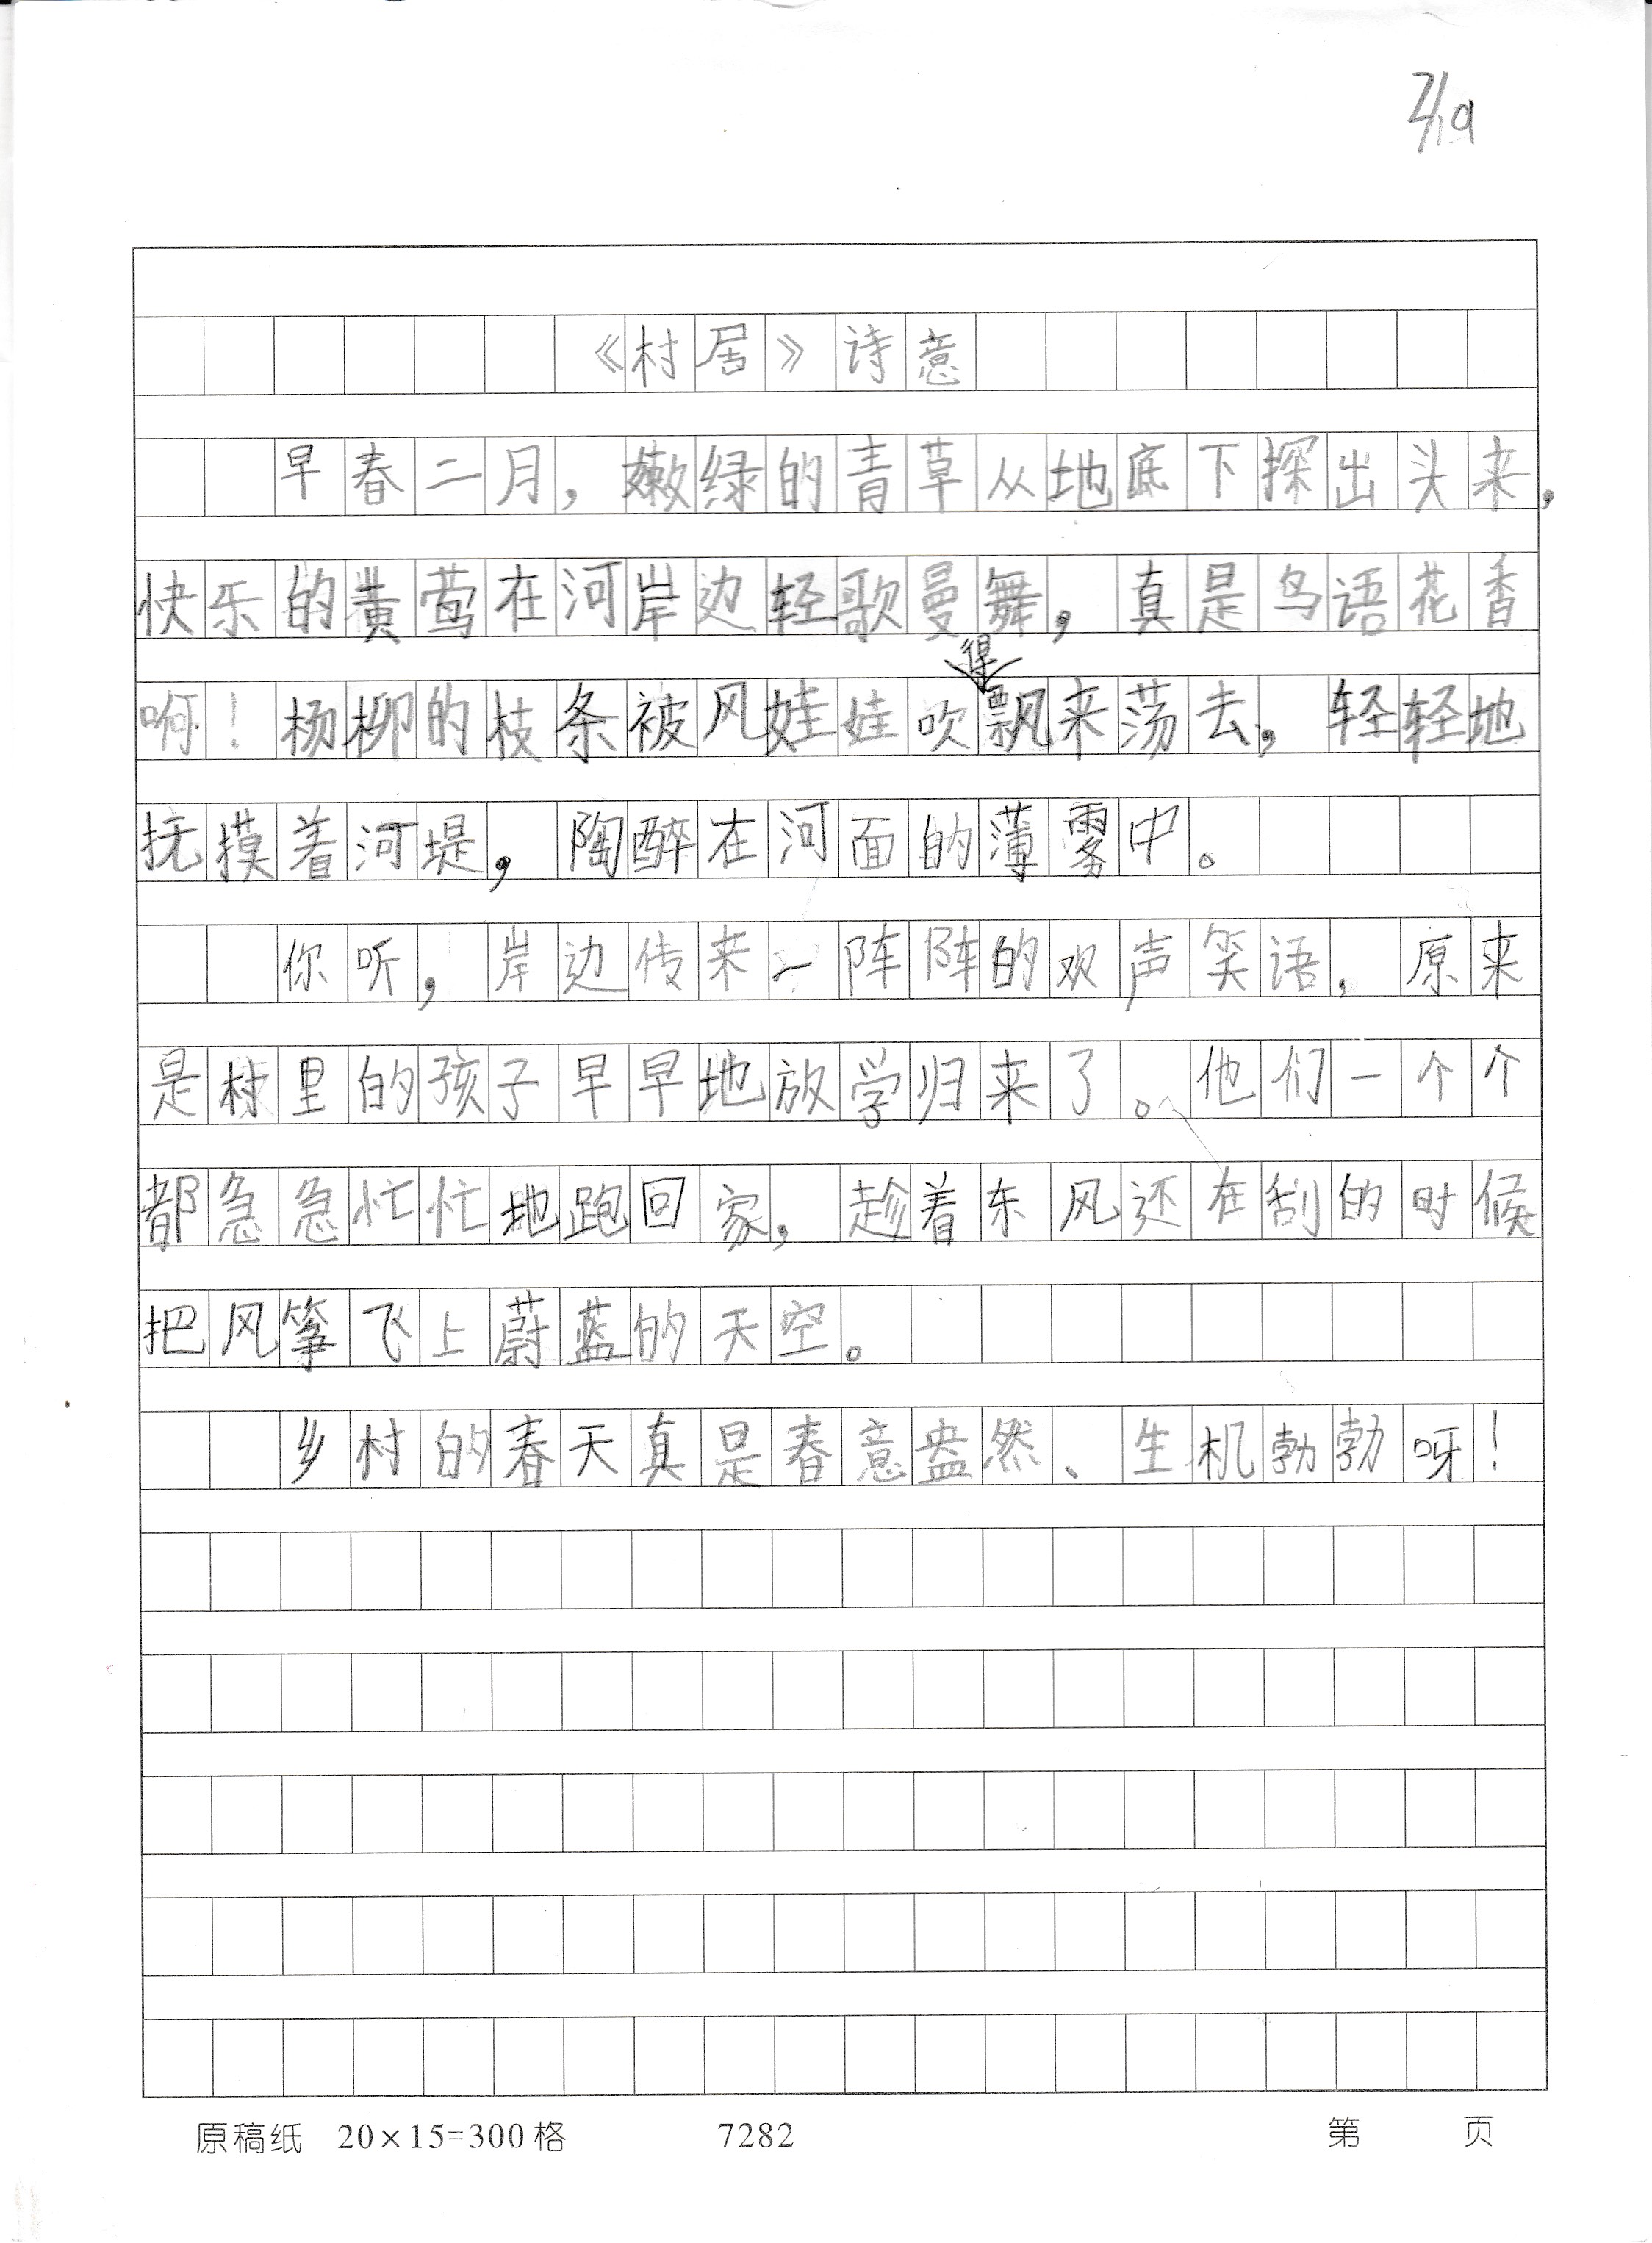 2/19
《村居》诗意
早春二月，嫩绿的青草从地底下探出头来，
快乐的黄莺在河岸边轻歌曼舞，真是鸟语花香
啊！杨柳的枝条被风娃娃吹得飘来荡去，轻轻地
抚摸着河堤，陶醉在河面的薄雾中。
你听，岸边传来一阵阵的欢声笑语，原来
是村里的孩子早早地放学归来了。他们一个个
都急急忙忙地跑回家，趁着东风还在刮的时候
把风筝飞上蔚蓝的天空。
乡村的春天真是春意盎然、生机勃勃呀！
原稿纸 20×15=300格 7282 第 页